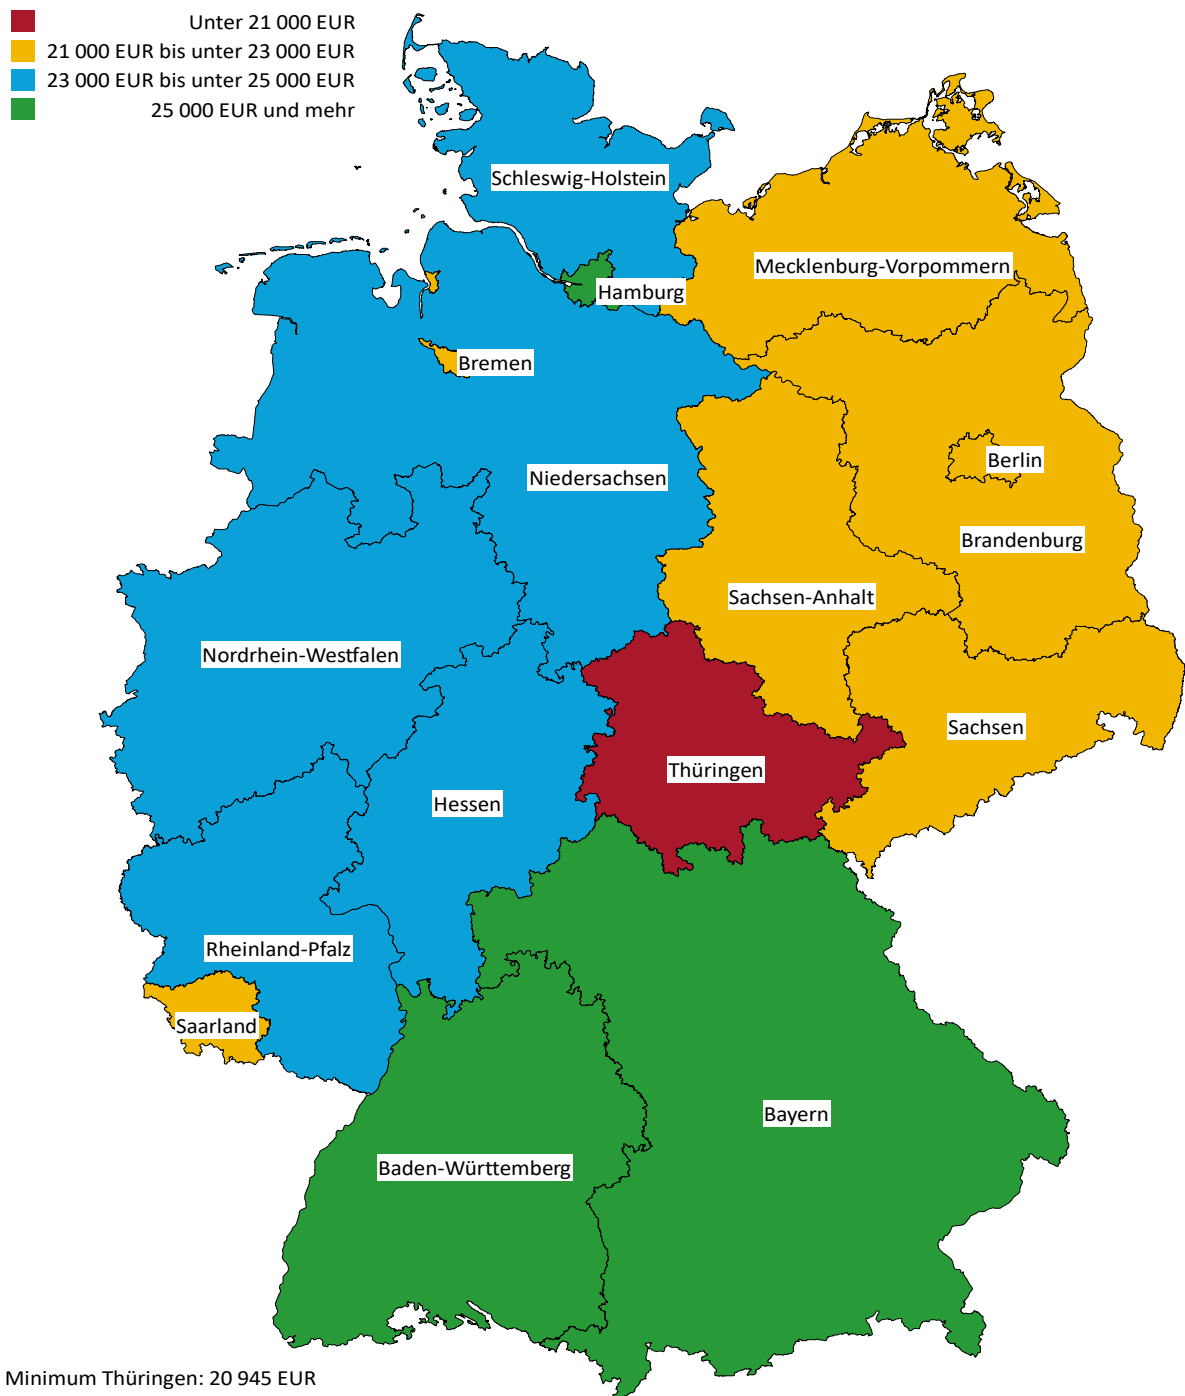 Unter 21 000 EUR
21 000 EUR bis unter 23 000 EUR
23 000 EUR bis unter 25 000 EUR
25 000 EUR und mehr
Schleswig-Holstein
Mecklenburg-Vorpommern
Hamburg
Bremen
Berlin
Niedersachsen
Brandenburg
Sachsen-Anhalt
Nordrhein-Westfalen
Sachsen
Thüringen
Hessen
Rheinland-Pfalz
Saarland
Bayern
Baden-Württemberg
Minimum Thüringen: 20 945 EUR